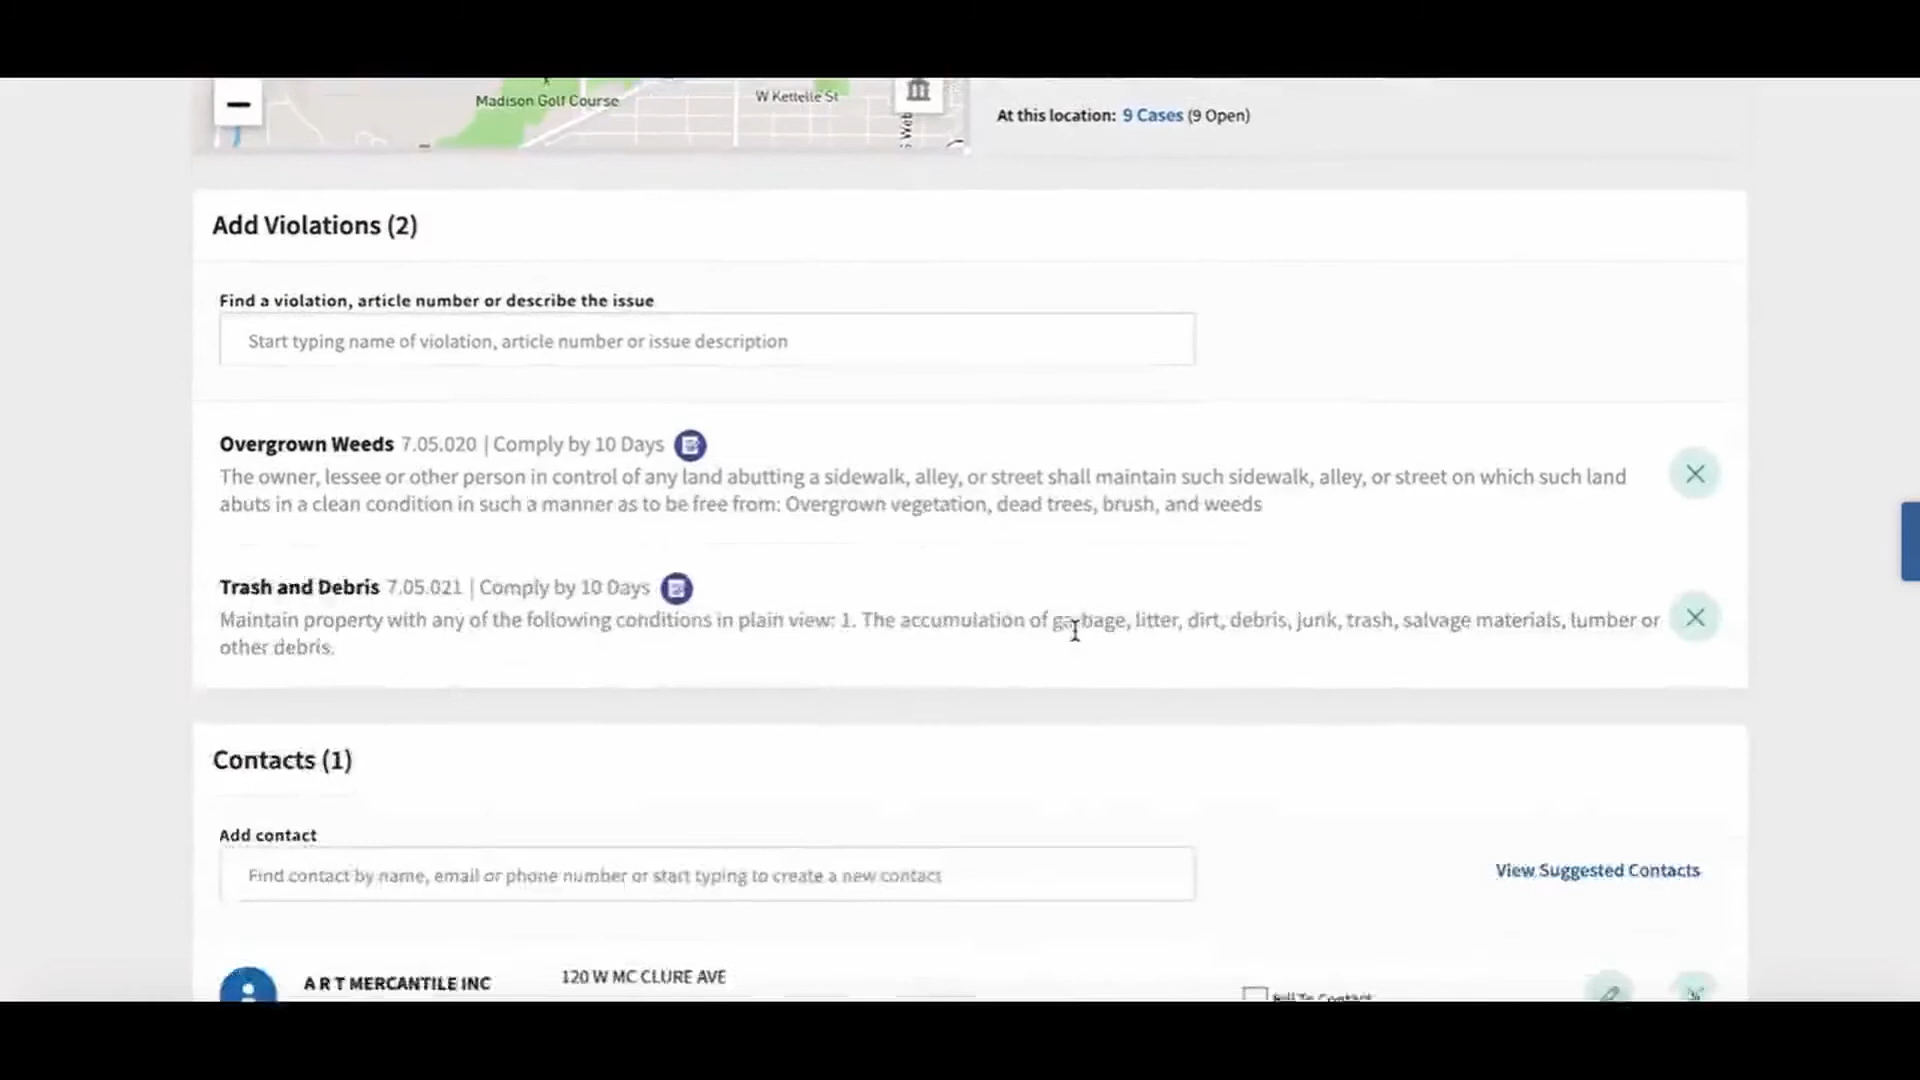 Madison Golf Course
W Kettelle St
S Web
At this location: 9 Cases (9 Open)
Add Violations (2)
Find a violation, article number or describe the issue
Start typing name of violation, article number or issue description
Overgrown Weeds 7.05.020 | Comply by 10 Days
The owner, lessee or other person in control of any land abutting a sidewalk, alley, or street shall maintain such sidewalk, alley, or street on which such land
abuts in a clean condition in such a manner as to be free from: Overgrown vegetation, dead trees, brush, and weeds
Trash and Debris 7.05.021 | Comply by 10 Days
Maintain property with any of the following conditions in plain view: 1. The accumulation of garbage, litter, dirt, debris, junk, trash, salvage materials, lumber or
other debris.
Contacts (1)
Add contact
Find contact by name, email or phone number or start typing to create a new contact
View Suggested Contacts
A R T MERCANTILE INC
120 W MC CLURE AVE
Bill To Contact